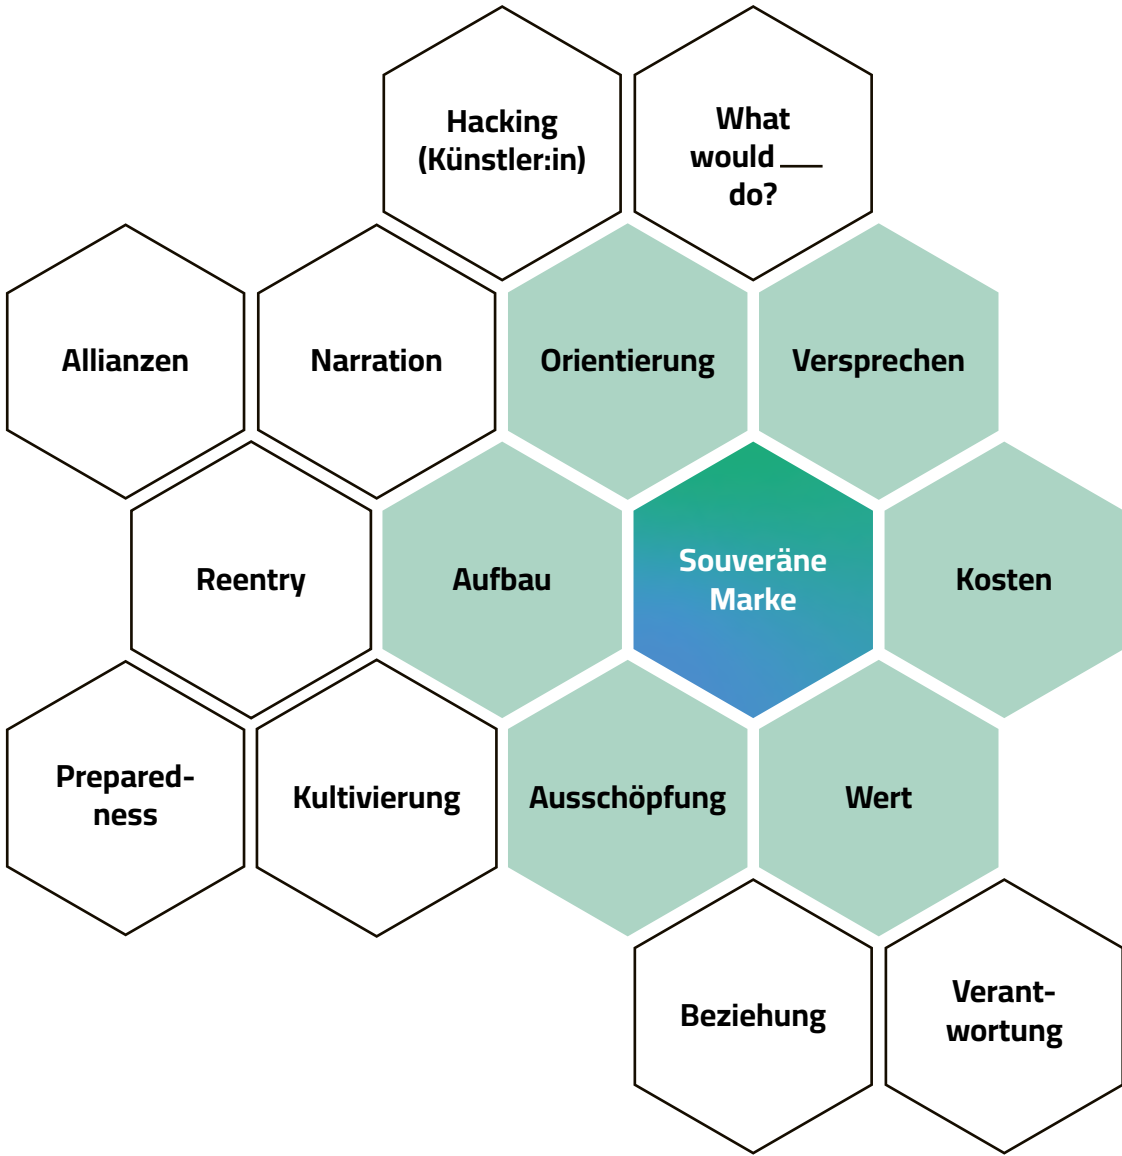 Hacking
(Künstler:in)
What
would ___
do?
Allianzen
Narration
Orientierung
Versprechen
Reentry
Aufbau
Souveräne
Marke
Kosten
Prepared-
ness
Kultivierung
Ausschöpfung
Wert
Beziehung
Verant-
wortung